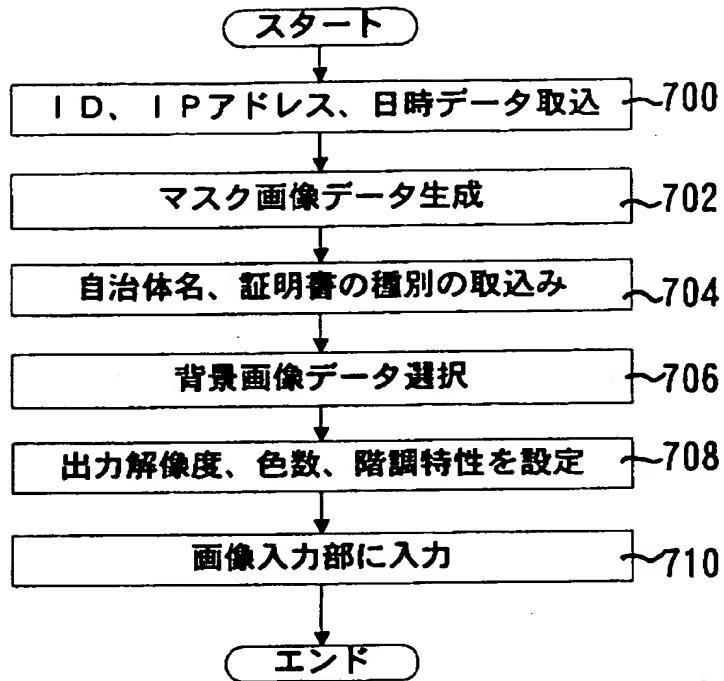 スタート
ＩＤ、ＩＰアドレス、日時データ取込 700
マスク画像データ生成 702
自治体名、証明書の種別の取込み 704
背景画像データ選択 706
出力解像度、色数、階調特性を設定 708
画像入力部に入力 710
エンド